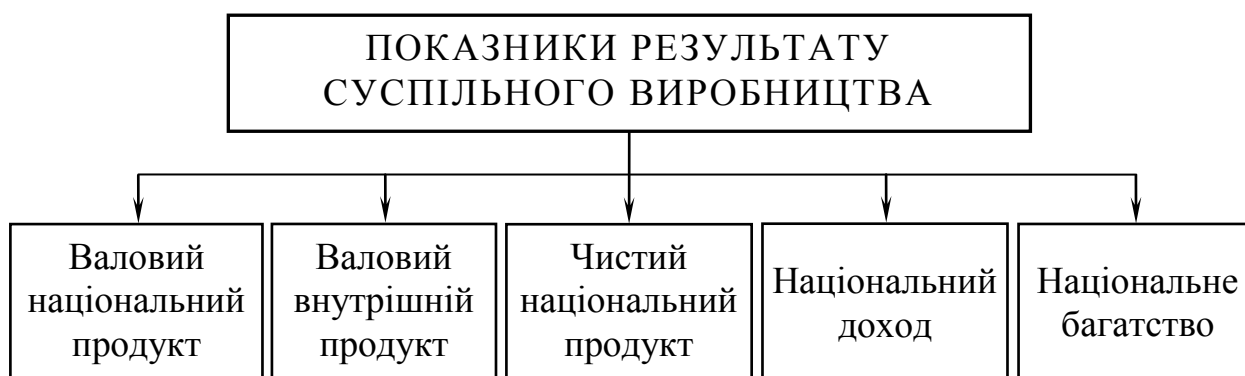 ПОКАЗНИКИ РЕЗУЛЬТАТУ
СУСПІЛЬНОГО ВИРОБНИЦТВА
Валовий
національний
продукт
Валовий
внутрішній
продукт
Чистий
національний
продукт
Національний
доход
Національне
багатство